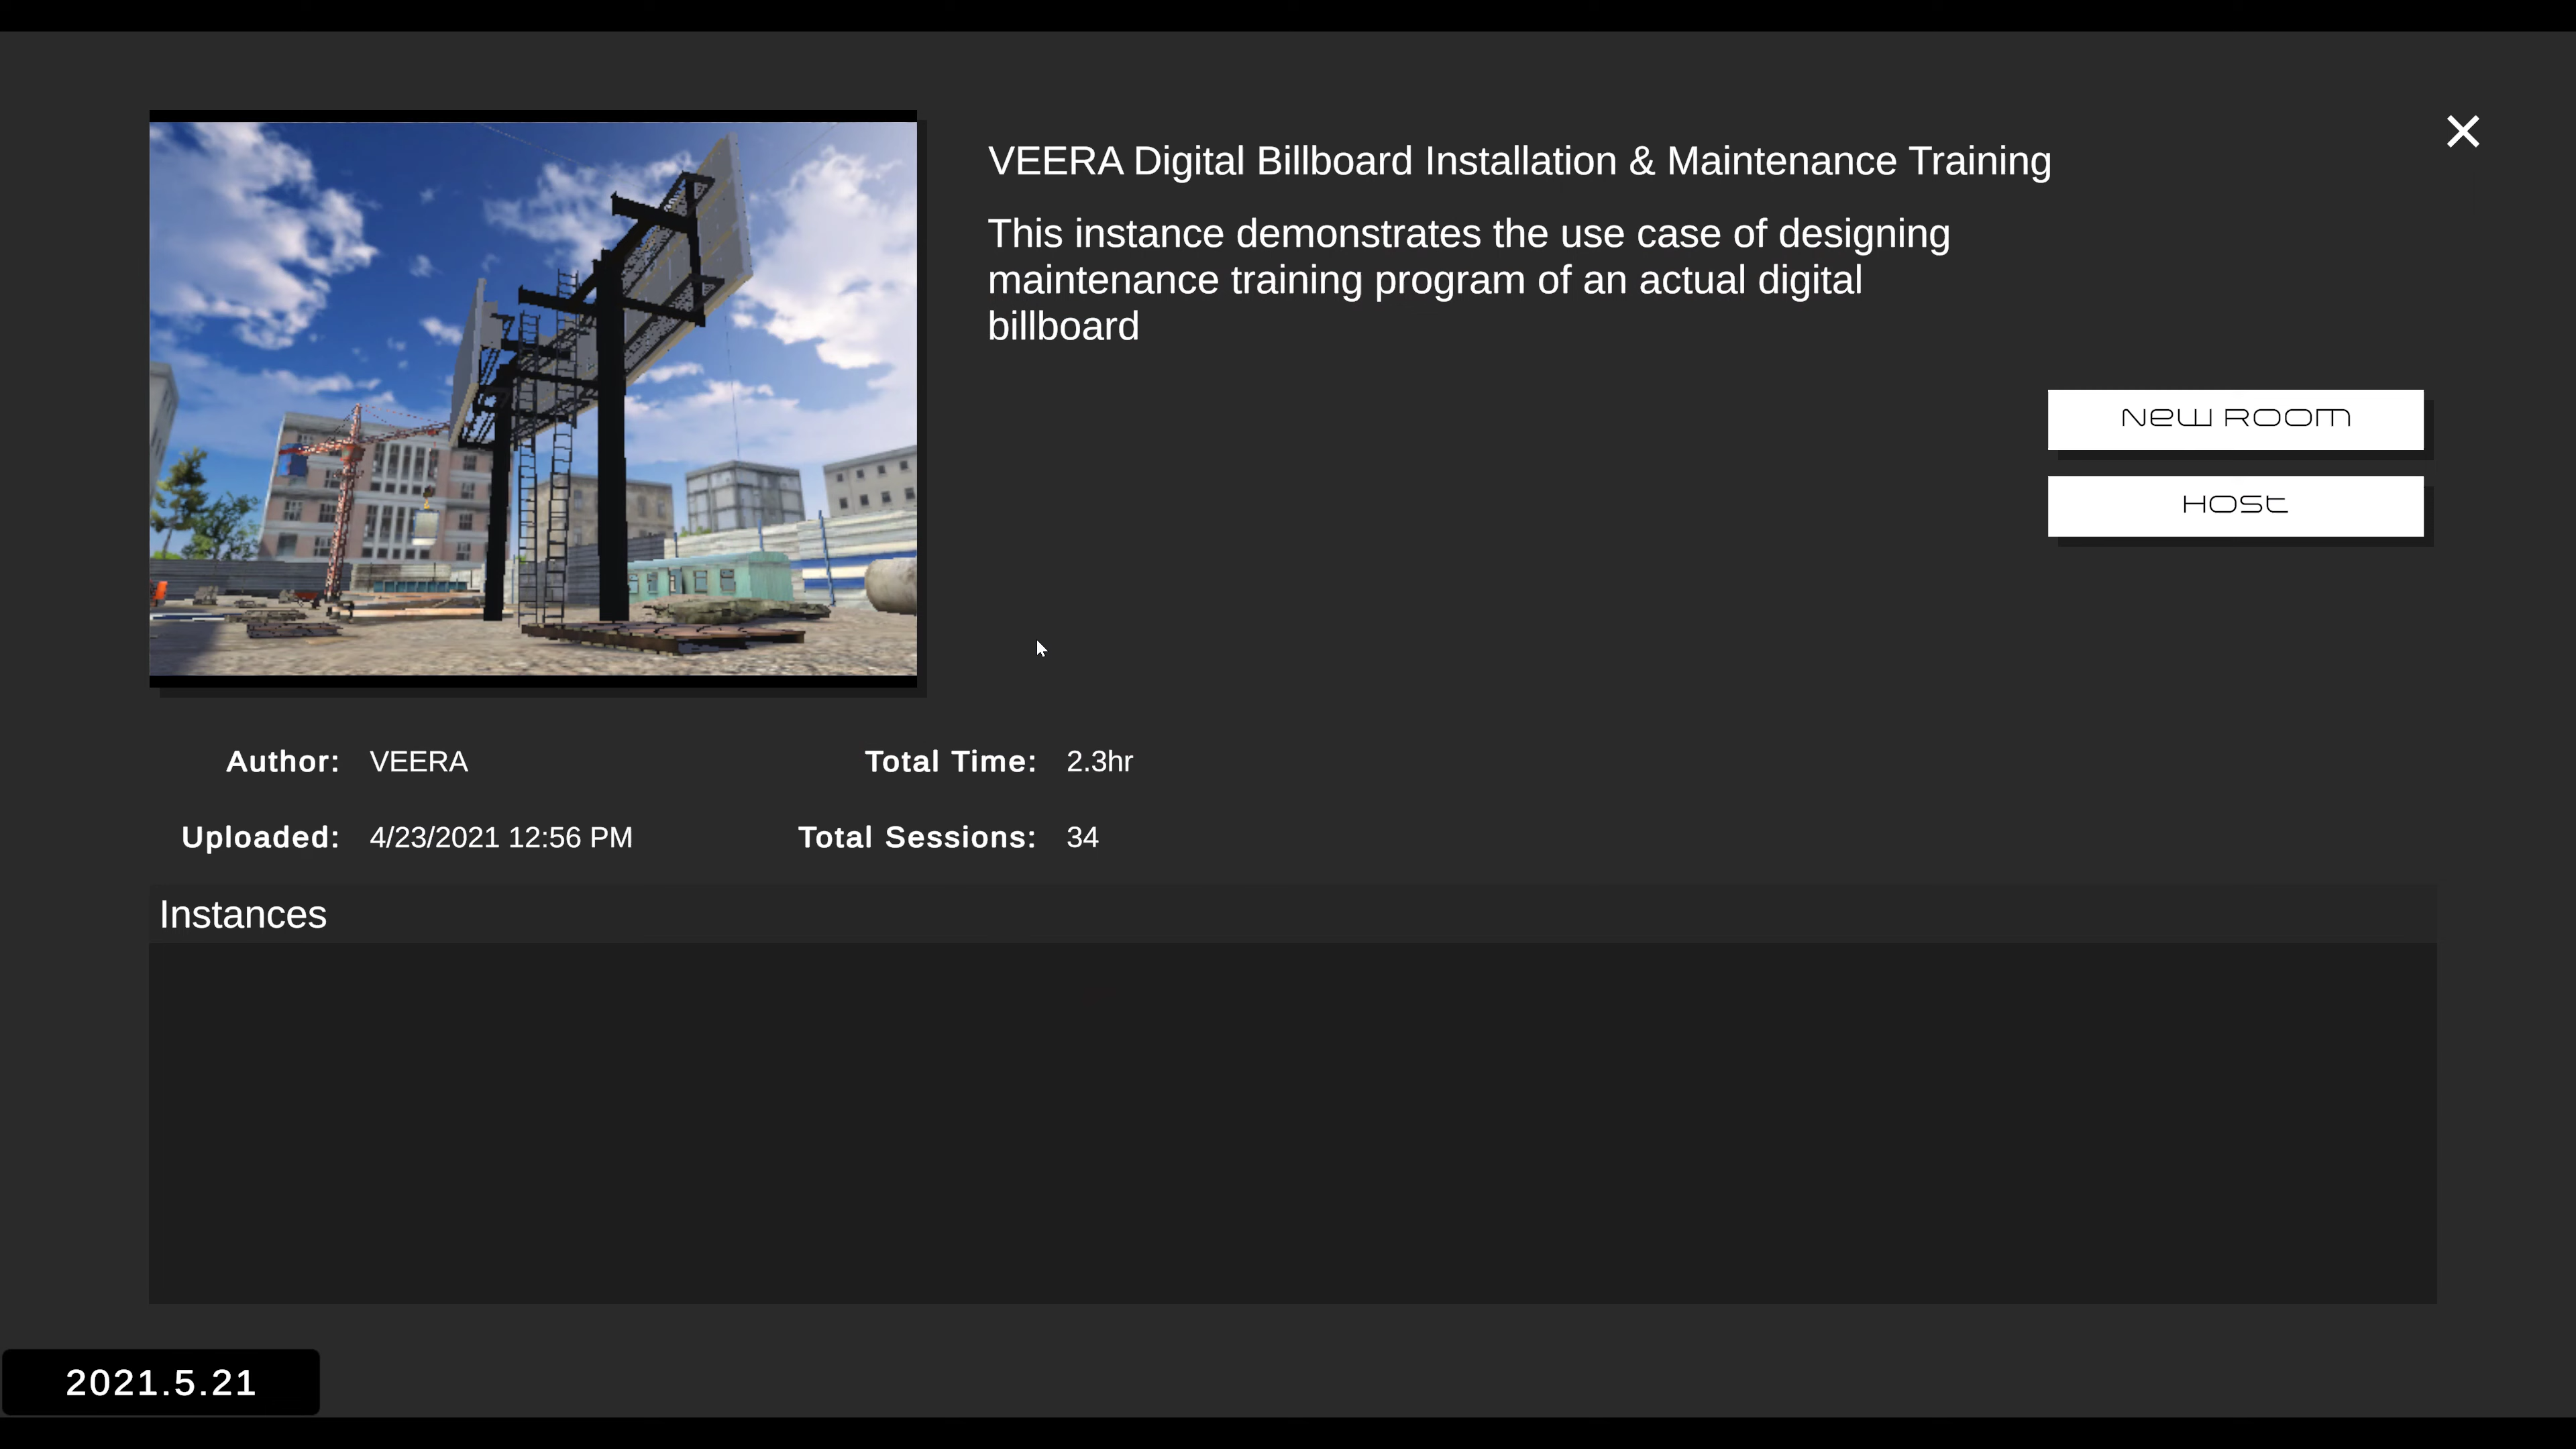 VEERA Digital Billboard Installation & Maintenance Training
This instance demonstrates the use case of designing
maintenance training program of an actual digital
billboard
NEW ROOM
HOST
Author: VEERA
Total Time: 2.3hr
Uploaded: 4/23/2021 12:56 PM
Total Sessions: 34
Instances
2021.5.21